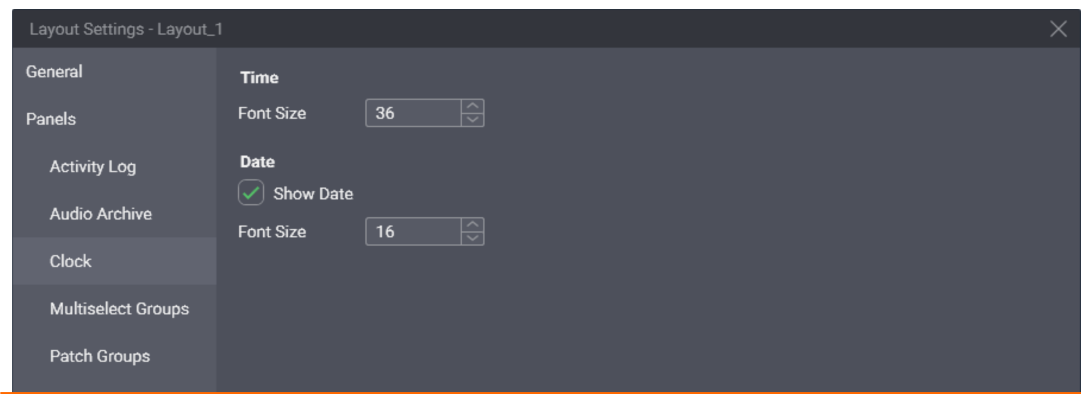 Layout Settings - Layout_1
General
Panels
Activity Log
Audio Archive
Clock
Multiselect Groups
Patch Groups
Time
Font Size 36
Date
Show Date
Font Size 16